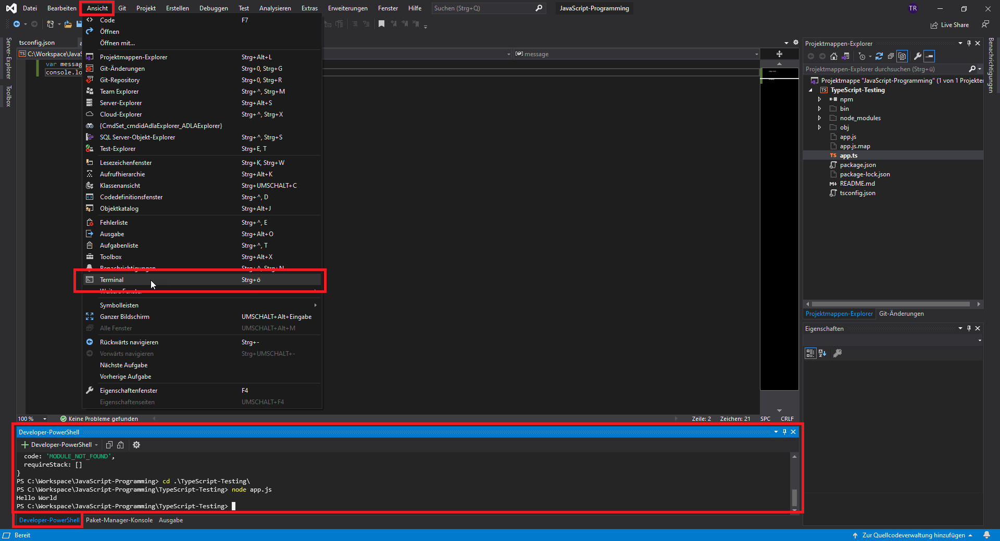 Datei Bearbeiten Ansicht Git Projekt Erstellen Debuggen Test Analysieren Extras Erweiterungen Fenster Hilfe Suchen (Strg+Q) JavaScript-Programming TR
Live Share
tsconfig.json
TS C:\Workspace\JavaS
message
var messag
console.lo
Server-Explorer
Toolbox
Code F7
Öffnen
Öffnen mit...
Projektmappen-Explorer Strg+Alt+L
Git-Änderungen Strg+0, Strg+G
Git-Repository Strg+0, Strg+R
Team Explorer Strg+^, Strg+M
Server-Explorer Strg+Alt+S
Cloud-Explorer Strg+^, Strg+X
{CmdSet_cmdidAdlaExplorer_ADLAExplorer}
SQL Server-Objekt-Explorer Strg+^, Strg+S
Test-Explorer Strg+E, T
Lesezeichenfenster Strg+K, Strg+W
Aufrufhierarchie Strg+Alt+K
Klassenansicht Strg+UMSCHALT+C
Codedefinitionsfenster Strg+^, D
Objektkatalog Strg+Alt+J
Fehlerliste Strg+^, E
Ausgabe Strg+Alt+O
Aufgabenliste Strg+^, T
Toolbox Strg+Alt+X
Benachrichtigungen Strg+^, Strg+N
Terminal Strg+ö
Weitere Fenster
Symbolleisten
Ganzer Bildschirm UMSCHALT+Alt+Eingabe
Alle Fenster UMSCHALT+Alt+M
Rückwärts navigieren Strg+-
Vorwärts navigieren Strg+UMSCHALT+-
Nächste Aufgabe
Vorherige Aufgabe
Eigenschaftenfenster F4
Eigenschaftenseiten UMSCHALT+F4
100 % Keine Probleme gefunden Zeile: 2 Zeichen: 21 SPC CRLF
Developer-PowerShell
Developer-PowerShell
code: 'MODULE_NOT_FOUND',
requireStack: []
}
PS C:\Workspace\JavaScript-Programming> cd .\TypeScript-Testing\
PS C:\Workspace\JavaScript-Programming\TypeScript-Testing> node app.js
Hello World
PS C:\Workspace\JavaScript-Programming\TypeScript-Testing>
Developer-PowerShell Paket-Manager-Konsole Ausgabe
Projektmappen-Explorer
Projektmappen-Explorer durchsuchen (Strg+ü)
Projektmappe "JavaScript-Programming" (1 von 1 Projekten
TS TypeScript-Testing
npm
bin
node_modules
obj
app.js
app.js.map
TS app.ts
package.json
package-lock.json
README.md
tsconfig.json
Projektmappen-Explorer Git-Änderungen
Eigenschaften
Benachrichtigungen
Bereit Zur Quellcodeverwaltung hinzufügen